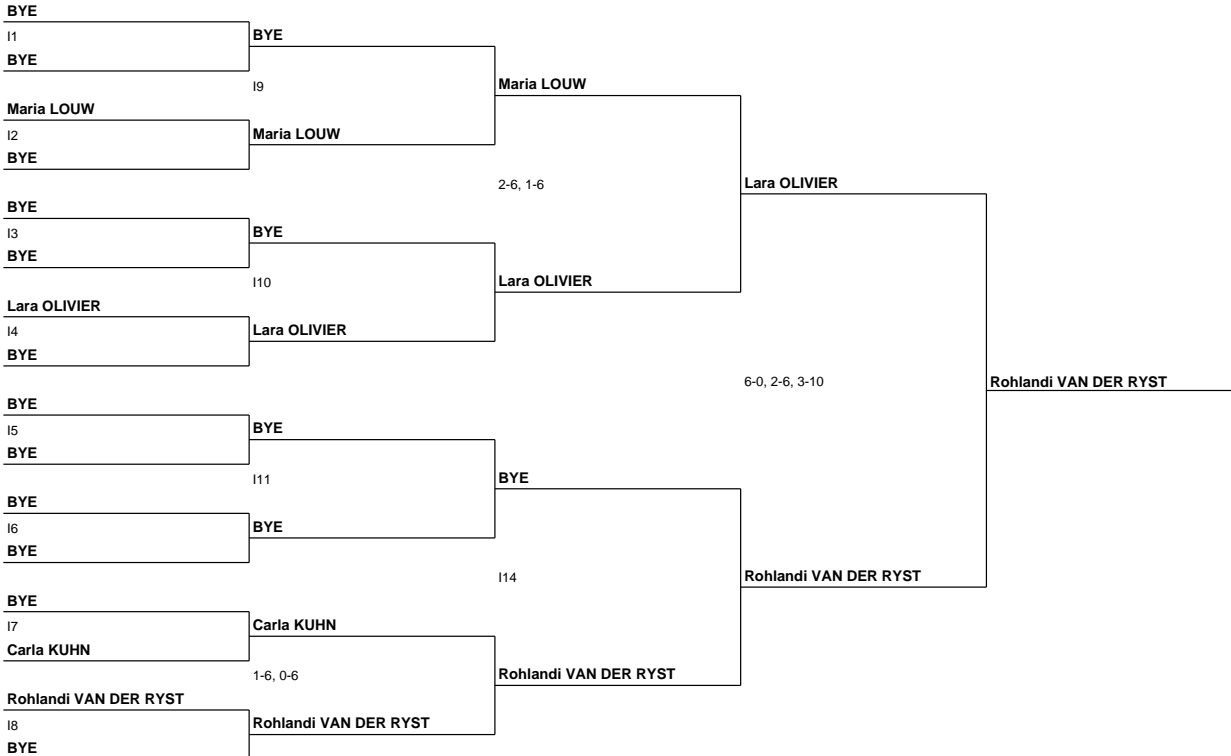 BYE
I1
BYE
BYE
I9
Maria LOUW
Maria LOUW
I2
Maria LOUW
BYE
2-6, 1-6
Lara OLIVIER
BYE
I3
BYE
BYE
I10
Lara OLIVIER
Lara OLIVIER
I4
Lara OLIVIER
BYE
6-0, 2-6, 3-10
Rohlandi VAN DER RYST
BYE
I5
BYE
BYE
I11
BYE
BYE
I6
BYE
BYE
I14
Rohlandi VAN DER RYST
BYE
I7
Carla KUHN
Carla KUHN
1-6, 0-6
Rohlandi VAN DER RYST
Rohlandi VAN DER RYST
I8
Rohlandi VAN DER RYST
BYE